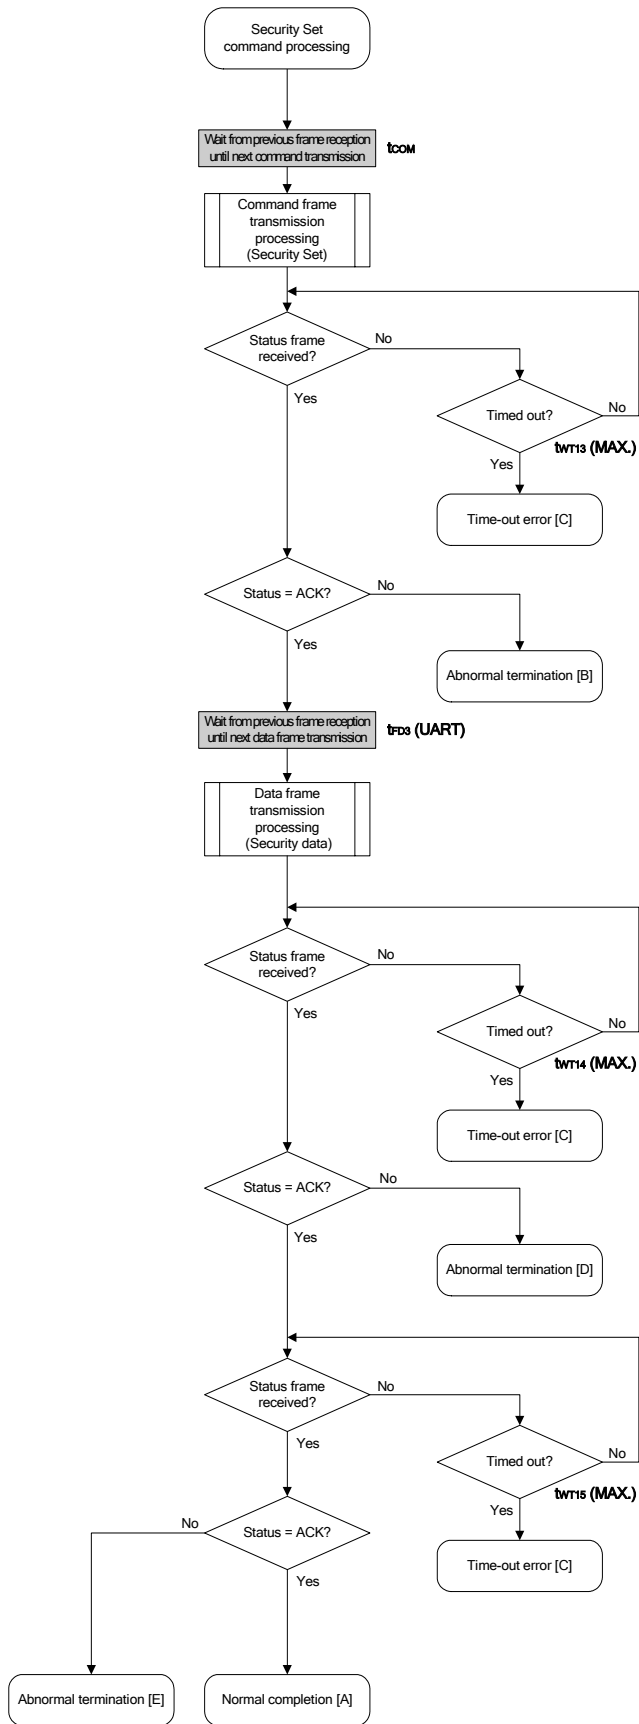 Security Set
command processing
Wait from previous frame reception
until next command transmission
tCOM
Command frame
transmission
processing
(Security Set)
Status frame
received?
No
Yes
Timed out?
No
tWT13 (MAX.)
Yes
Time-out error [C]
Status = ACK?
No
Yes
Abnormal termination [B]
Wait from previous frame reception
until next data frame transmission
tFD3 (UART)
Data frame
transmission
processing
(Security data)
Status frame
received?
No
Yes
Timed out?
No
tWT14 (MAX.)
Yes
Time-out error [C]
Status = ACK?
No
Yes
Abnormal termination [D]
Status frame
received?
No
Yes
Timed out?
No
tWT15 (MAX.)
Yes
No
Status = ACK?
Time-out error [C]
Yes
Abnormal termination [E]
Normal completion [A]